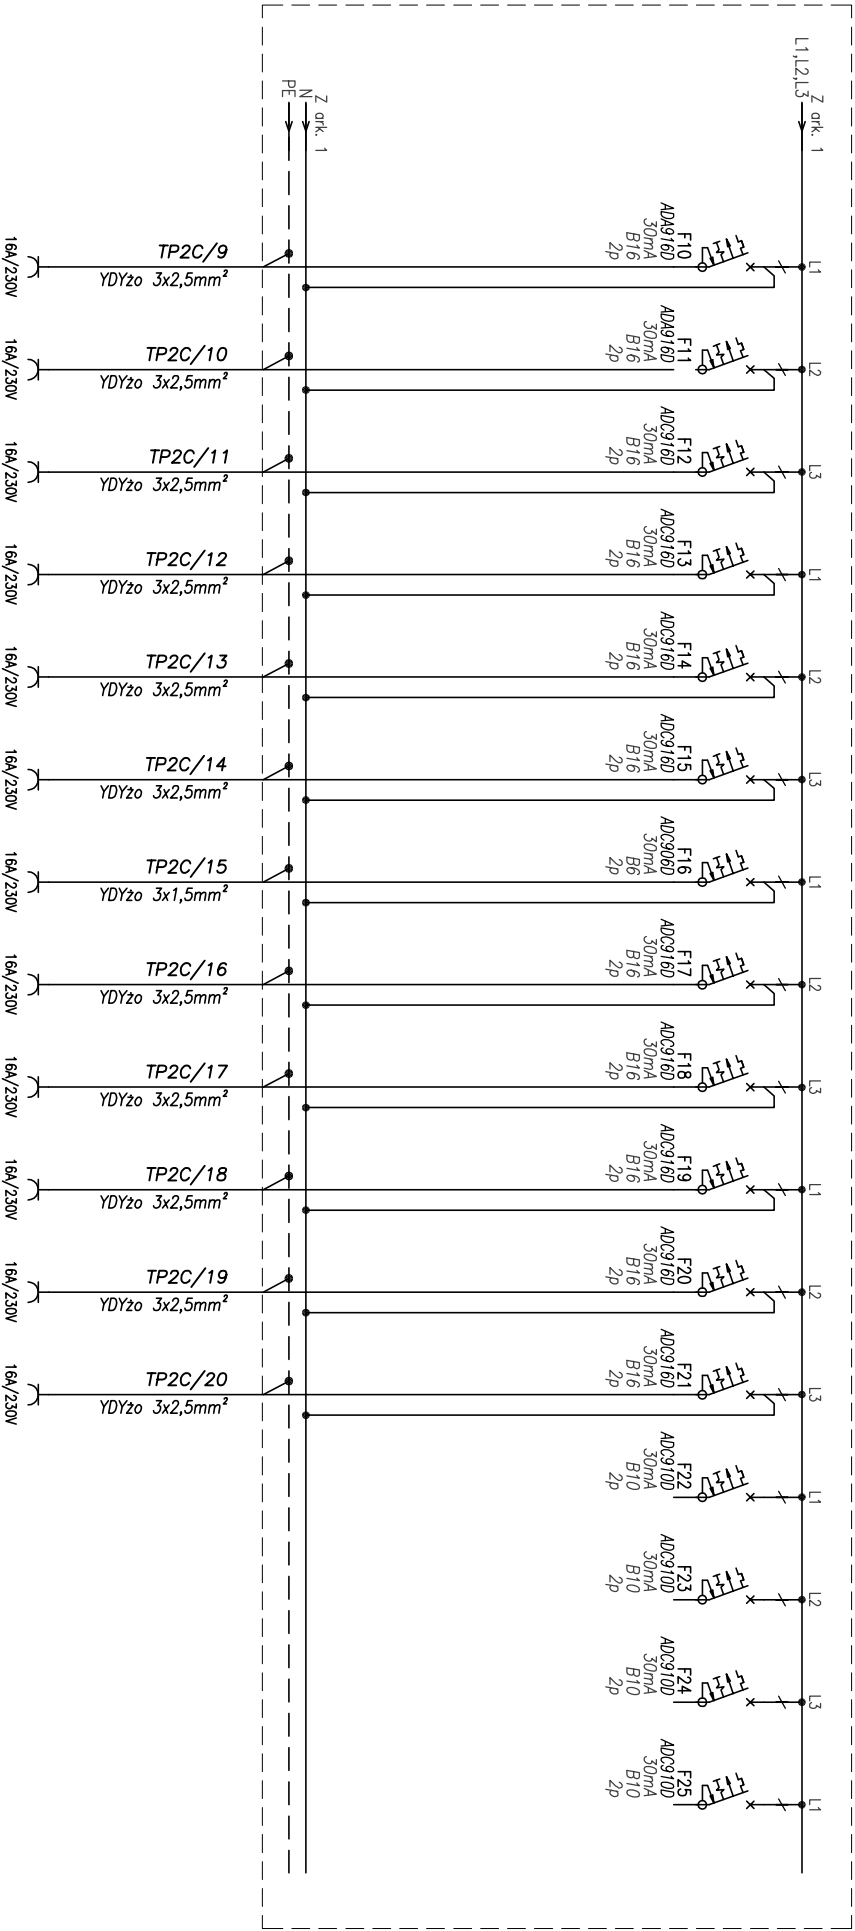 L1,L2,L3
Z ark. 1
N
PE
Z ark. 1
L1
F10
ADA916D
30mA
B16
2p
TP2C/9
YDYżo 3x2,5mm²
16A/230V
L2
F11
ADA916D
30mA
B16
2p
TP2C/10
YDYżo 3x2,5mm²
16A/230V
L3
F12
ADC916D
30mA
B16
2p
TP2C/11
YDYżo 3x2,5mm²
16A/230V
L1
F13
ADC916D
30mA
B16
2p
TP2C/12
YDYżo 3x2,5mm²
16A/230V
L2
F14
ADC916D
30mA
B16
2p
TP2C/13
YDYżo 3x2,5mm²
16A/230V
L3
F15
ADC916D
30mA
B16
2p
TP2C/14
YDYżo 3x2,5mm²
16A/230V
L1
F16
ADC906D
30mA
B6
2p
TP2C/15
YDYżo 3x1,5mm²
16A/230V
L2
F17
ADC916D
30mA
B16
2p
TP2C/16
YDYżo 3x2,5mm²
16A/230V
L3
F18
ADC916D
30mA
B16
2p
TP2C/17
YDYżo 3x2,5mm²
16A/230V
L1
F19
ADC916D
30mA
B16
2p
TP2C/18
YDYżo 3x2,5mm²
16A/230V
L2
F20
ADC916D
30mA
B16
2p
TP2C/19
YDYżo 3x2,5mm²
16A/230V
L3
F21
ADC916D
30mA
B16
2p
TP2C/20
YDYżo 3x2,5mm²
16A/230V
L1
F22
ADC910D
30mA
B10
2p
L2
F23
ADC910D
30mA
B10
2p
L3
F24
ADC910D
30mA
B10
2p
L1
F25
ADC910D
30mA
B10
2p